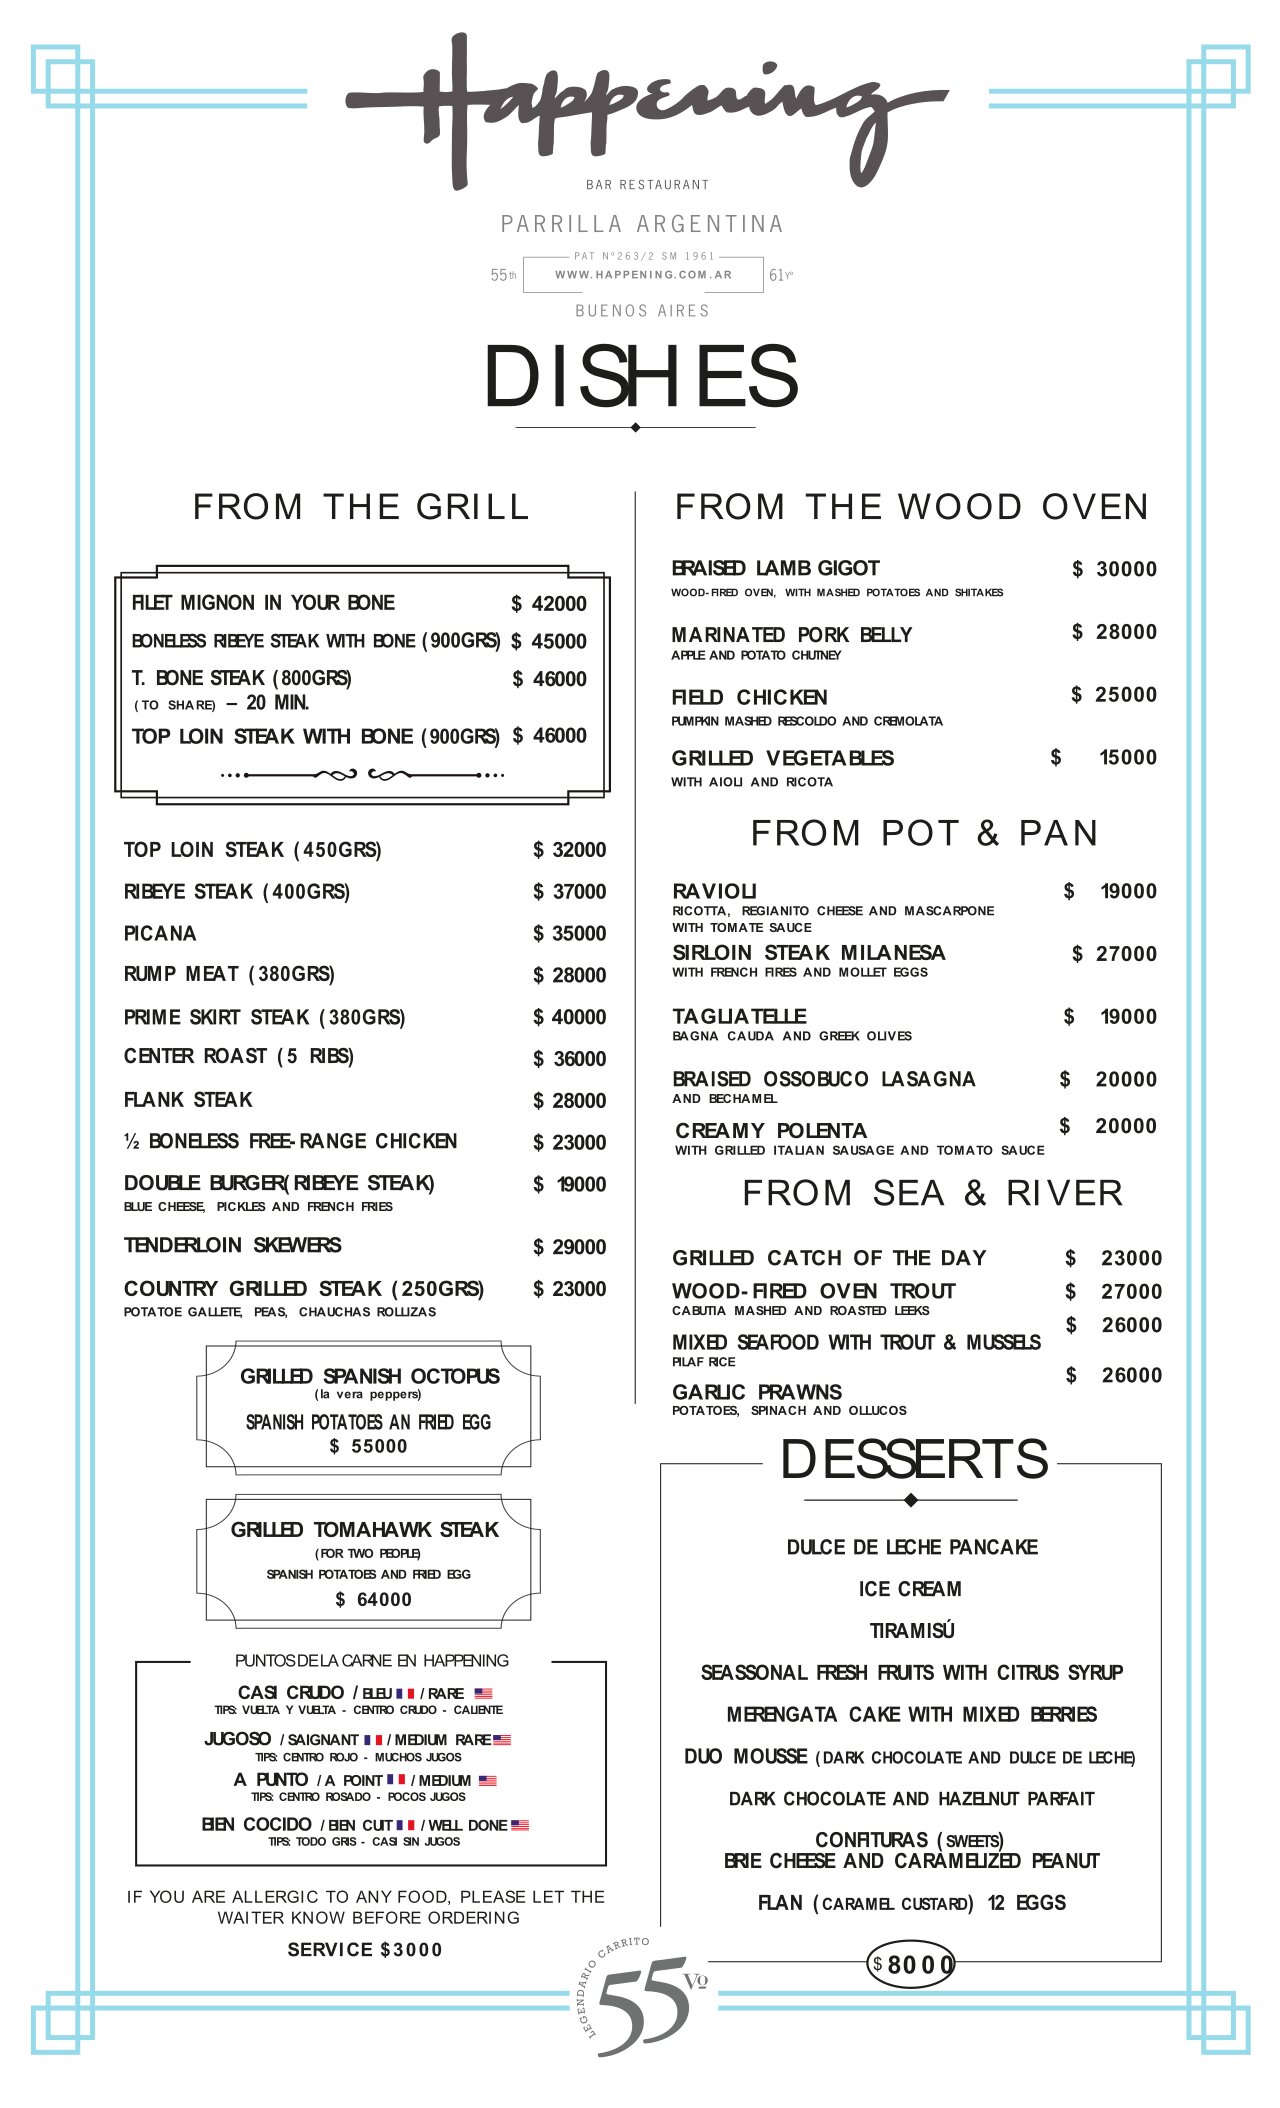 Happening
BAR RESTAURANT
PARRILLA ARGENTINA
PAT Nº263/2 SM 1961
55th WWW.HAPPENING.COM.AR 61Yº
BUENOS AIRES
DISHES
FROM THE GRILL
FILET MIGNON IN YOUR BONE $ 42000
BONELESS RIBEYE STEAK WITH BONE (900GRS) $ 45000
T. BONE STEAK (800GRS) $ 46000
(TO SHARE) – 20 MIN.
TOP LOIN STEAK WITH BONE (900GRS) $ 46000
TOP LOIN STEAK (450GRS) $ 32000
RIBEYE STEAK (400GRS) $ 37000
PICANA $ 35000
RUMP MEAT (380GRS) $ 28000
PRIME SKIRT STEAK (380GRS) $ 40000
CENTER ROAST (5 RIBS) $ 36000
FLANK STEAK $ 28000
½ BONELESS FREE-RANGE CHICKEN $ 23000
DOUBLE BURGER(RIBEYE STEAK) $ 19000
BLUE CHEESE, PICKLES AND FRENCH FRIES
TENDERLOIN SKEWERS $ 29000
COUNTRY GRILLED STEAK (250GRS) $ 23000
POTATOE GALLETE, PEAS, CHAUCHAS ROLLIZAS
GRILLED SPANISH OCTOPUS
(la vera peppers)
SPANISH POTATOES AN FRIED EGG
$ 55000
GRILLED TOMAHAWK STEAK
(FOR TWO PEOPLE)
SPANISH POTATOES AND FRIED EGG
$ 64000
PUNTOS DE LA CARNE EN HAPPENING
CASI CRUDO / BLEU / RARE
TIPS: VUELTA Y VUELTA - CENTRO CRUDO - CALIENTE
JUGOSO / SAIGNANT / MEDIUM RARE
TIPS: CENTRO ROJO - MUCHOS JUGOS
A PUNTO / A POINT / MEDIUM
TIPS: CENTRO ROSADO - POCOS JUGOS
BIEN COCIDO / BIEN CUIT / WELL DONE
TIPS: TODO GRIS - CASI SIN JUGOS
IF YOU ARE ALLERGIC TO ANY FOOD, PLEASE LET THE
WAITER KNOW BEFORE ORDERING
SERVICE $3000
FROM THE WOOD OVEN
BRAISED LAMB GIGOT $ 30000
WOOD-FIRED OVEN, WITH MASHED POTATOES AND SHITAKES
MARINATED PORK BELLY $ 28000
APPLE AND POTATO CHUTNEY
FIELD CHICKEN $ 25000
PUMPKIN MASHED RESCOLDO AND CREMOLATA
GRILLED VEGETABLES $ 15000
WITH AIOLI AND RICOTA
FROM POT & PAN
RAVIOLI $ 19000
RICOTTA, REGIANITO CHEESE AND MASCARPONE
WITH TOMATE SAUCE
SIRLOIN STEAK MILANESA $ 27000
WITH FRENCH FIRES AND MOLLET EGGS
TAGLIATELLE $ 19000
BAGNA CAUDA AND GREEK OLIVES
BRAISED OSSOBUCO LASAGNA $ 20000
AND BECHAMEL
CREAMY POLENTA $ 20000
WITH GRILLED ITALIAN SAUSAGE AND TOMATO SAUCE
FROM SEA & RIVER
GRILLED CATCH OF THE DAY $ 23000
WOOD-FIRED OVEN TROUT $ 27000
CABUTIA MASHED AND ROASTED LEEKS
MIXED SEAFOOD WITH TROUT & MUSSELS $ 26000
PILAF RICE
GARLIC PRAWNS $ 26000
POTATOES, SPINACH AND OLLUCOS
DESSERTS
DULCE DE LECHE PANCAKE
ICE CREAM
TIRAMISÚ
SEASSONAL FRESH FRUITS WITH CITRUS SYRUP
MERENGATA CAKE WITH MIXED BERRIES
DUO MOUSSE (DARK CHOCOLATE AND DULCE DE LECHE)
DARK CHOCOLATE AND HAZELNUT PARFAIT
CONFITURAS (SWEETS)
BRIE CHEESE AND CARAMELIZED PEANUT
FLAN (CARAMEL CUSTARD) 12 EGGS
$ 8000
LEGENDARIO CARRITO
55 Vº